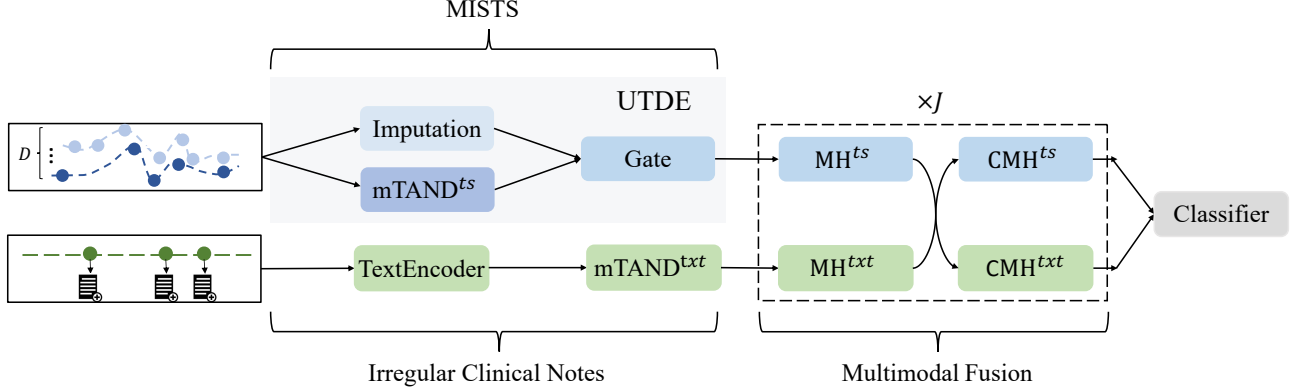 MISTS
UTDE
×J
D
Imputation
mTAND^ts
Gate
MH^ts
CMH^ts
Classifier
TextEncoder
mTAND^txt
MH^txt
CMH^txt
Irregular Clinical Notes
Multimodal Fusion